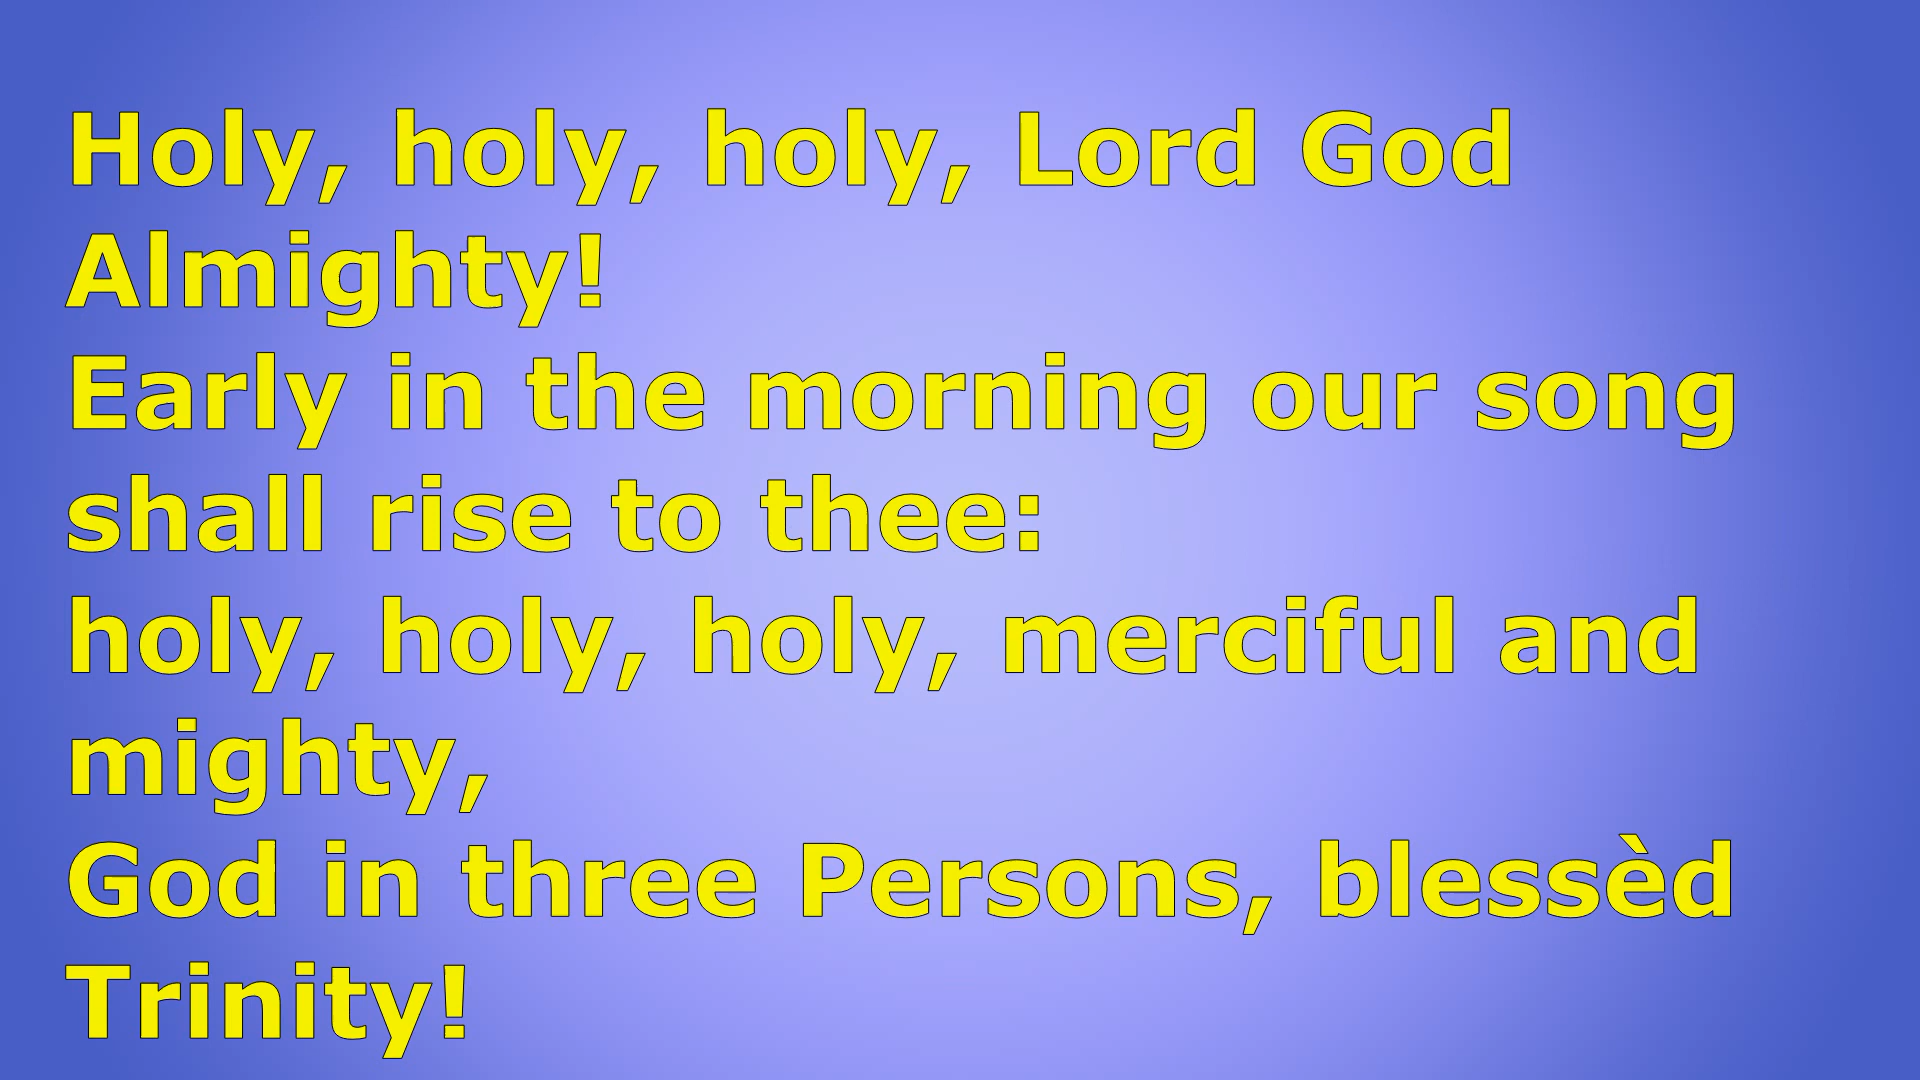 Holy, holy, holy, Lord God
Almighty!
Early in the morning our song
shall rise to thee:
holy, holy, holy, merciful and
mighty,
God in three Persons, blessèd
Trinity!